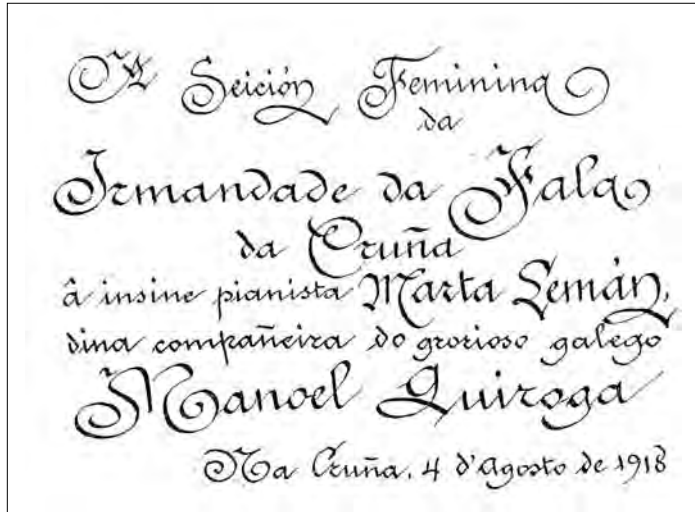 A Seición Feminina
da
Irmandade da Fala
da Cruña
â insine pianista Marta Lemán,
dina compañeira do grorioso galego
Manoel Quiroga
Na Cruña, 4 d'Agosto de 1918